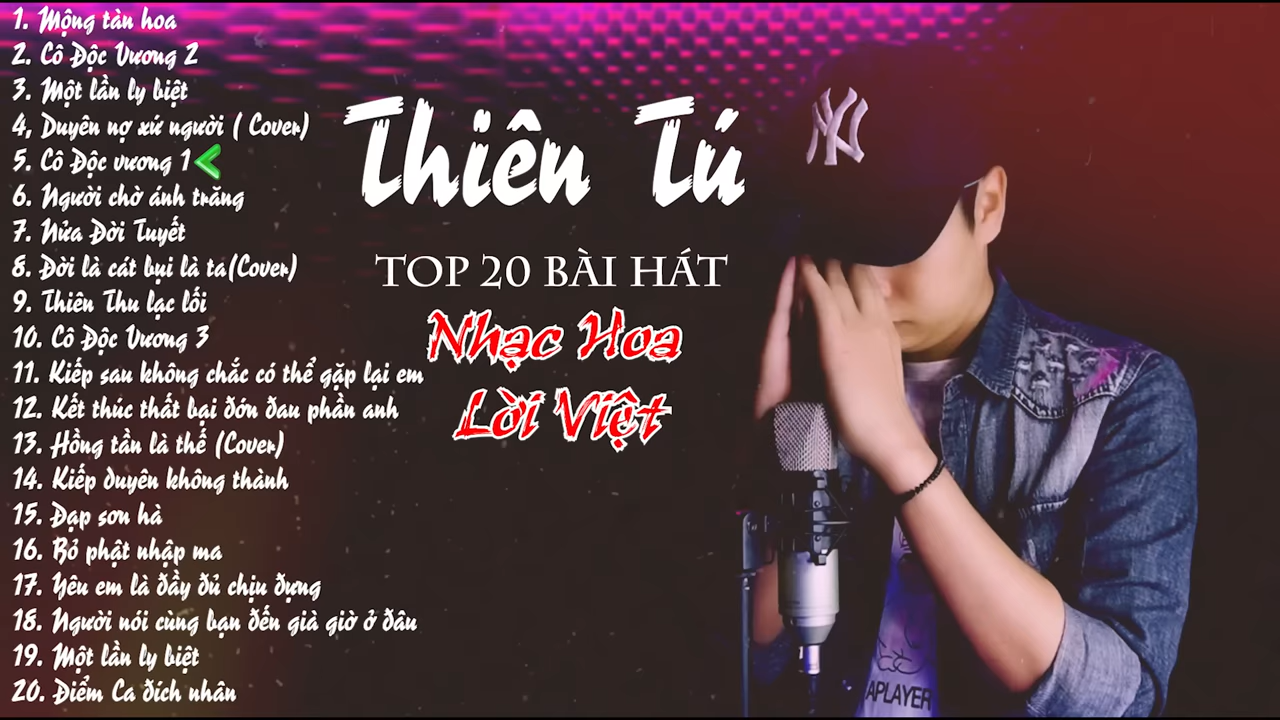 1. Mộng tàn hoa
2. Cô Độc Vương 2
3. Một lần ly biệt
4, Duyên nợ xứ người ( Cover)
5. Cô Độc vương 1
6. Người chờ ánh trăng
7. Nửa Đời Tuyết
8. Đời là cát bụi là ta(Cover)
9. Thiên Thu lạc lối
10. Cô Độc Vương 3
11. Kiếp sau không chắc có thể gặp lại em
12. Kết thúc thất bại đớn đau phần anh
13. Hồng tần là thế (Cover)
14. Kiếp duyên không thành
15. Đạp sơn hà
16. Bỏ phật nhập ma
17. Yêu em là đầy đủ chịu đựng
18. Người nói cùng bạn đến già giờ ở đâu
19. Một lần ly biệt
20. Điểm Ca đích nhân
Thiên Tú
TOP 20 BÀI HÁT
Nhạc Hoa
Lời Việt
NY
APLAYER